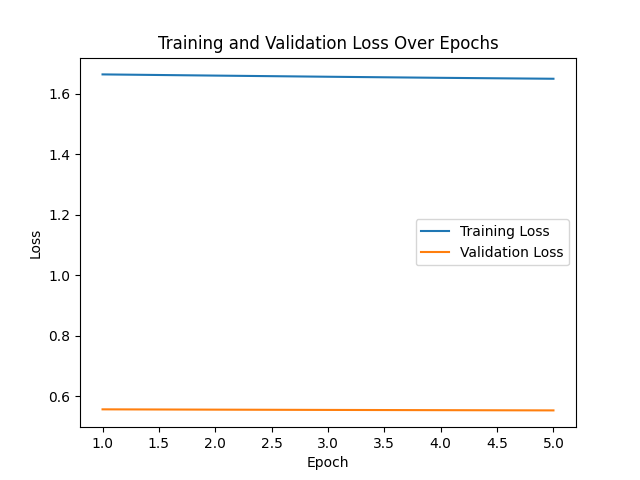 Training and Validation Loss Over Epochs
1.6
1.4
1.2
1.0
0.8
0.6
Loss
Training Loss
Validation Loss
1.0 1.5 2.0 2.5 3.0 3.5 4.0 4.5 5.0
Epoch